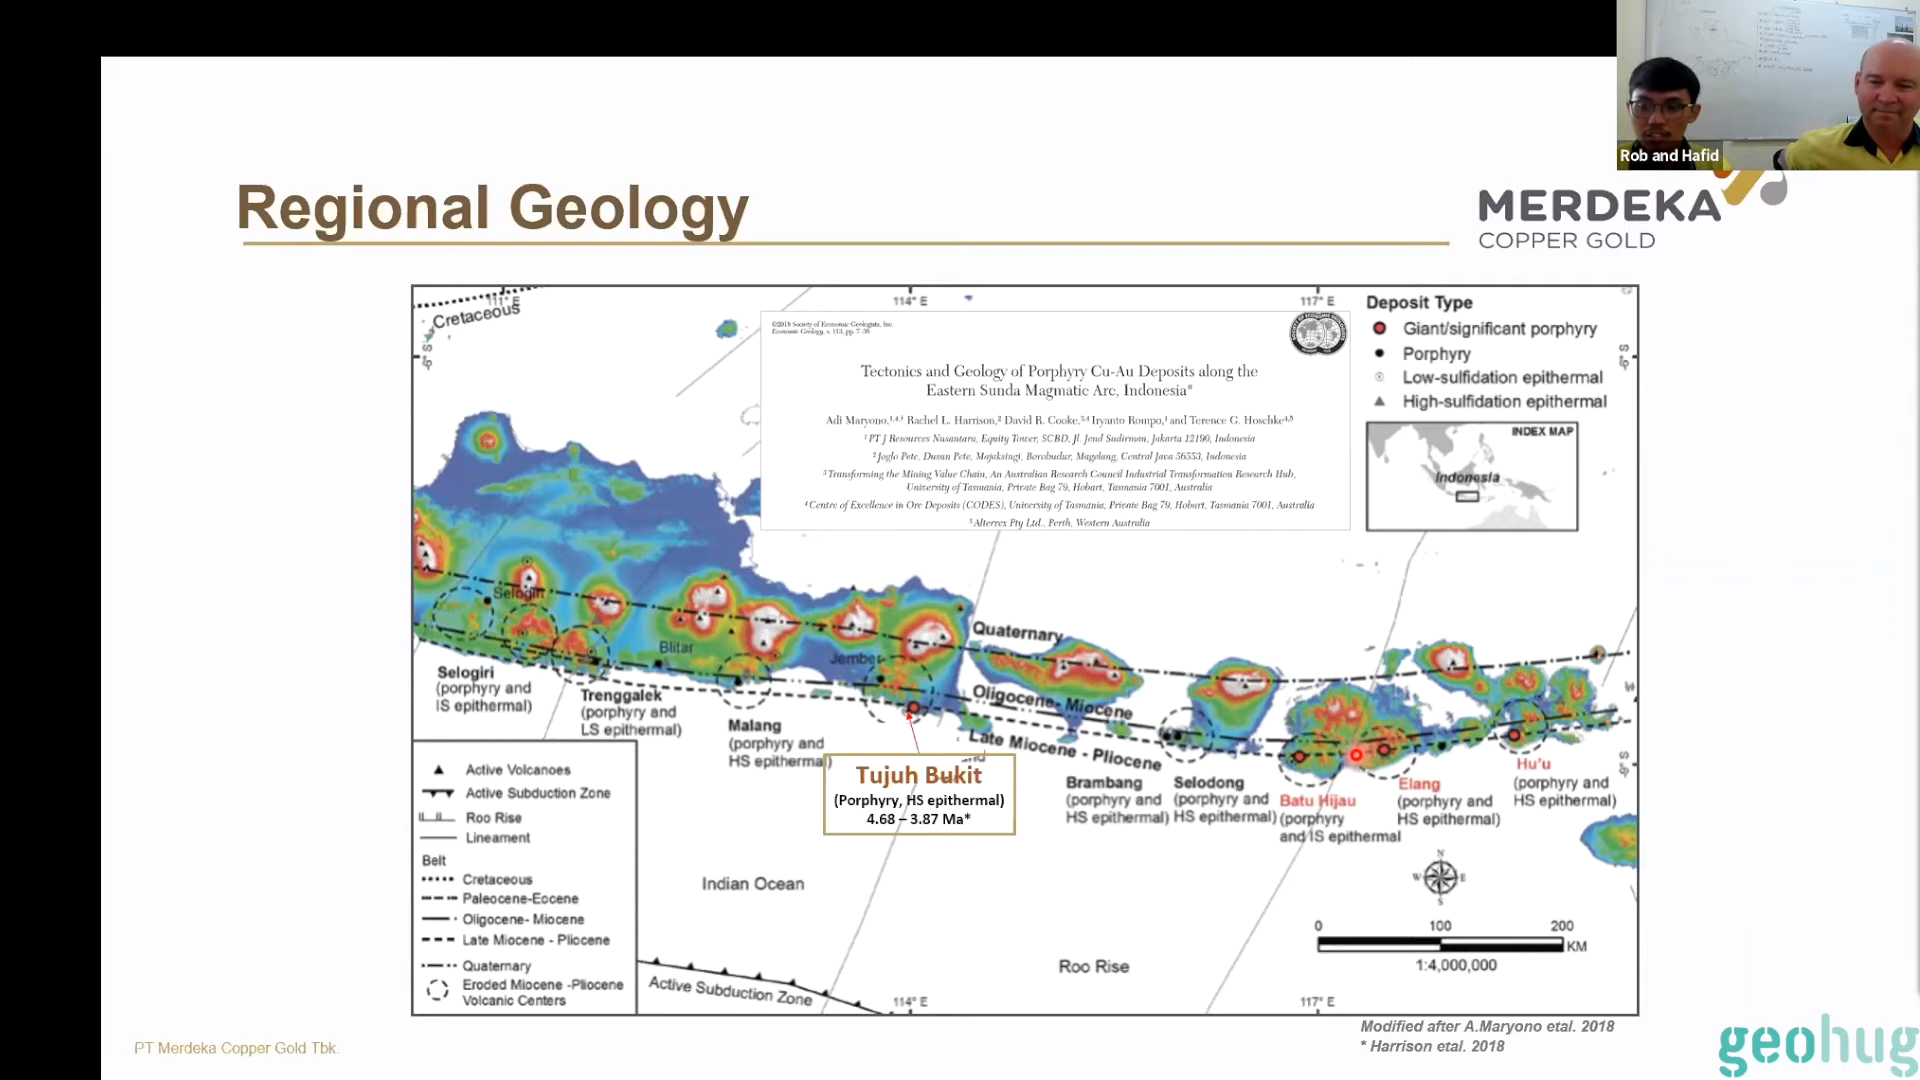 Rob and Hafid
Regional Geology
MERDEKA
COPPER GOLD
111° E
114° E
117° E
Cretaceous
©2018 Society of Economic Geologists, Inc.
Economic Geology, v. 113, pp. 7–38
Tectonics and Geology of Porphyry Cu-Au Deposits along the
Eastern Sunda Magmatic Arc, Indonesia*
Adi Maryono,1,4,† Rachel L. Harrison,2 David R. Cooke,3,4 Iryanto Rompo,1 and Terence G. Hoschke4,5
1 PT J Resources Nusantara, Equity Tower, SCBD, Jl. Jend Sudirman, Jakarta 12190, Indonesia
2 Joglo Pete, Dusun Pete, Majaksingi, Borobudur, Magelang, Central Java 56553, Indonesia
3 Transforming the Mining Value Chain, An Australian Research Council Industrial Transformation Research Hub,
University of Tasmania, Private Bag 79, Hobart, Tasmania 7001, Australia
4 Centre of Excellence in Ore Deposits (CODES), University of Tasmania, Private Bag 79, Hobart, Tasmania 7001, Australia
5 Alterrex Pty Ltd., Perth, Western Australia
Deposit Type
Giant/significant porphyry
Porphyry
Low-sulfidation epithermal
High-sulfidation epithermal
INDEX MAP
Indonesia
Selogiri
Blitar
Jember
Quaternary
Oligocene- Miocene
Late Miocene - Pliocene
Selogiri
(porphyry and
IS epithermal)
Trenggalek
(porphyry and
LS epithermal)
Malang
(porphyry and
HS epithermal)
Tujuh Bukit
(Porphyry, HS epithermal)
4.68 – 3.87 Ma*
Brambang
(porphyry and
HS epithermal)
Selodong
(porphyry and
HS epithermal)
Batu Hijau
(porphyry
and IS epithermal
Elang
(porphyry and
HS epithermal)
Hu'u
(porphyry and
HS epithermal)
Active Volcanoes
Active Subduction Zone
Roo Rise
Lineament
Belt
Cretaceous
Paleocene-Eocene
Oligocene- Miocene
Late Miocene - Pliocene
Quaternary
Eroded Miocene -Pliocene
Volcanic Centers
Indian Ocean
Active Subduction Zone
Roo Rise
N
W
E
S
0 100 200
KM
1:4,000,000
114° E
117° E
Modified after A.Maryono etal. 2018
* Harrison etal. 2018
PT Merdeka Copper Gold Tbk.
geohug